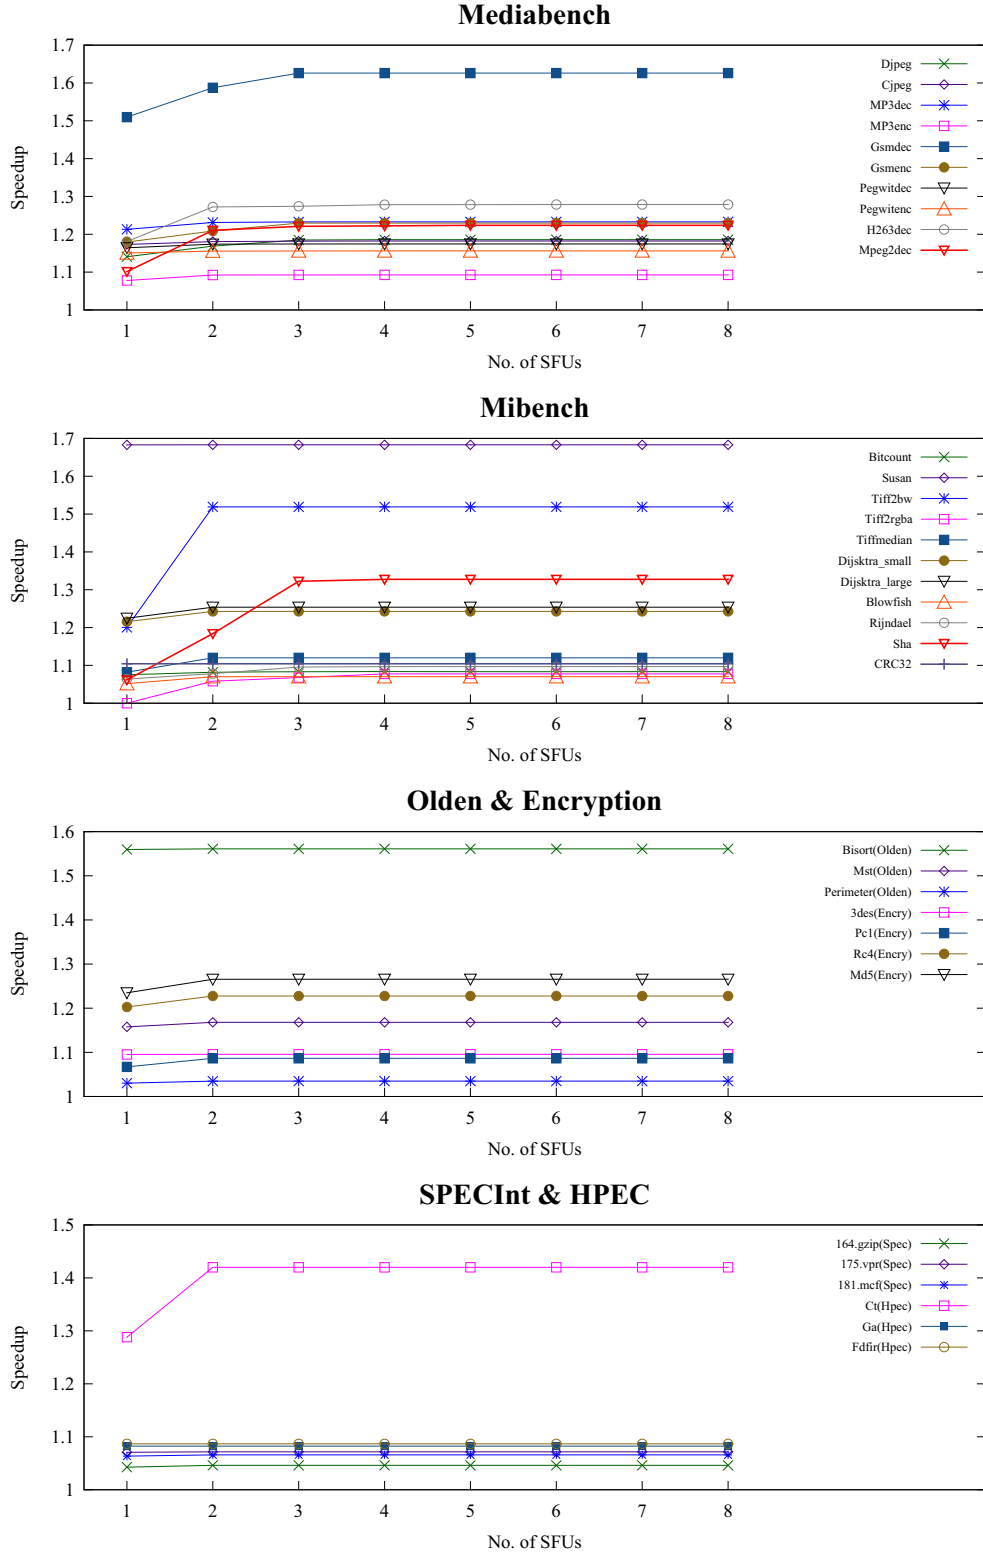 Mediabench
1.7
1.6
1.5
1.4
1.3
1.2
1.1
1
Speedup
1 2 3 4 5 6 7 8
No. of SFUs
Djpeg
Cjpeg
MP3dec
MP3enc
Gsmdec
Gsmenc
Pegwitdec
Pegwitenc
H263dec
Mpeg2dec
Mibench
1.7
1.6
1.5
1.4
1.3
1.2
1.1
1
Speedup
1 2 3 4 5 6 7 8
No. of SFUs
Bitcount
Susan
Tiff2bw
Tiff2rgba
Tiffmedian
Dijsktra_small
Dijsktra_large
Blowfish
Rijndael
Sha
CRC32
Olden & Encryption
1.6
1.5
1.4
1.3
1.2
1.1
1
Speedup
1 2 3 4 5 6 7 8
No. of SFUs
Bisort(Olden)
Mst(Olden)
Perimeter(Olden)
3des(Encry)
Pc1(Encry)
Rc4(Encry)
Md5(Encry)
SPECInt & HPEC
1.5
1.4
1.3
1.2
1.1
1
Speedup
1 2 3 4 5 6 7 8
No. of SFUs
164.gzip(Spec)
175.vpr(Spec)
181.mcf(Spec)
Ct(Hpec)
Ga(Hpec)
Fdfir(Hpec)